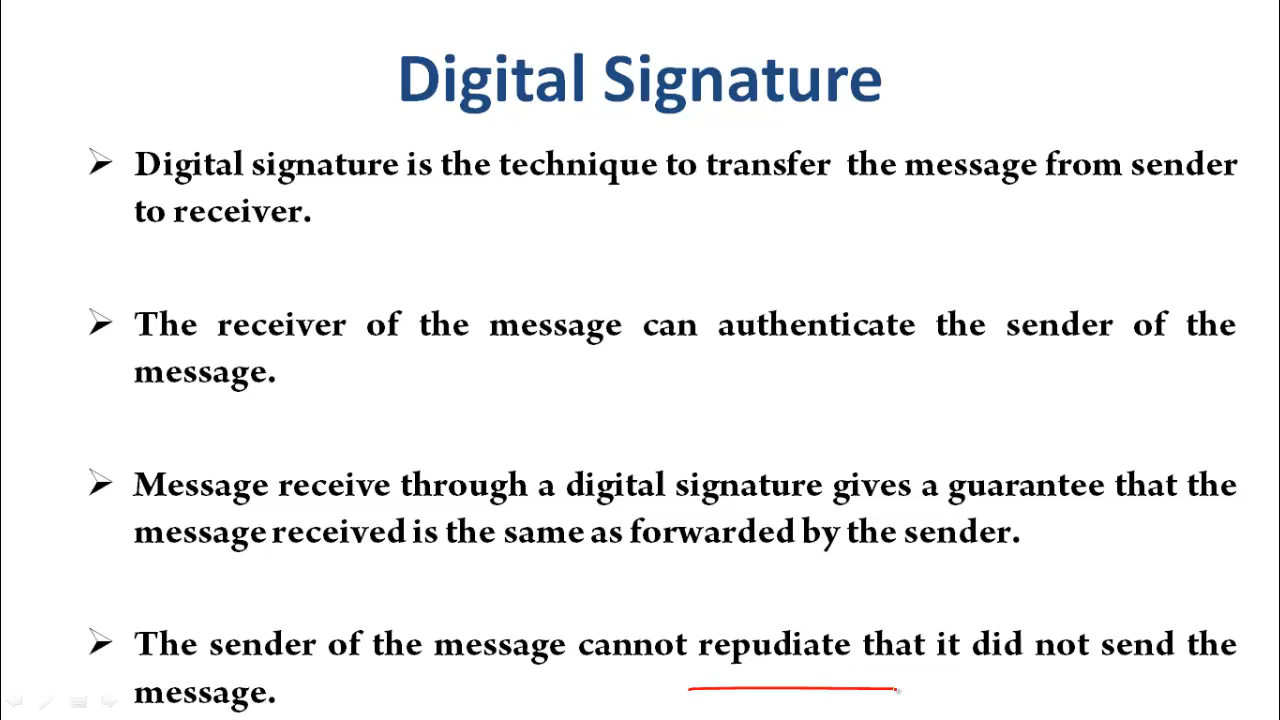 Digital Signature
Digital signature is the technique to transfer the message from sender
to receiver.
The receiver of the message can authenticate the sender of the
message.
Message receive through a digital signature gives a guarantee that the
message received is the same as forwarded by the sender.
The sender of the message cannot repudiate that it did not send the
message.